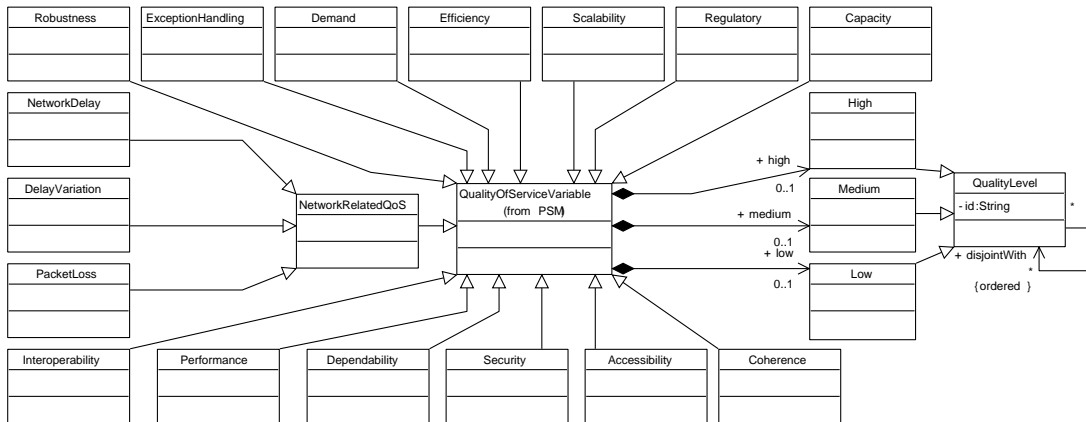 Robustness
ExceptionHandling
Demand
Efficiency
Scalability
Regulatory
Capacity
NetworkDelay
High
+ high
0..1
DelayVariation
NetworkRelatedQoS
QualityOfServiceVariable
(from PSM)
Medium
+ medium
0..1
QualityLevel
- id:String
*
PacketLoss
+ low
0..1
Low
+ disjointWith
*
{ordered }
Interoperability
Performance
Dependability
Security
Accessibility
Coherence